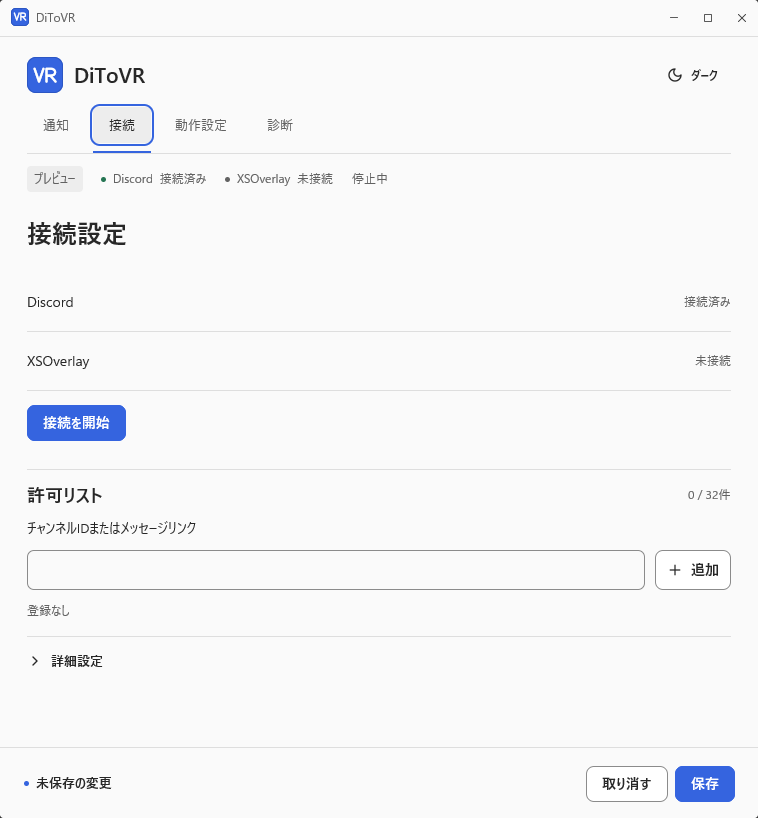 VR DiToVR
VR DiToVR ダーク
通知 接続 動作設定 診断
プレビュー Discord 接続済み XSOverlay 未接続 停止中
接続設定
Discord 接続済み
XSOverlay 未接続
接続を開始
許可リスト 0 / 32件
チャンネルIDまたはメッセージリンク
追加
登録なし
詳細設定
未保存の変更 取り消す 保存